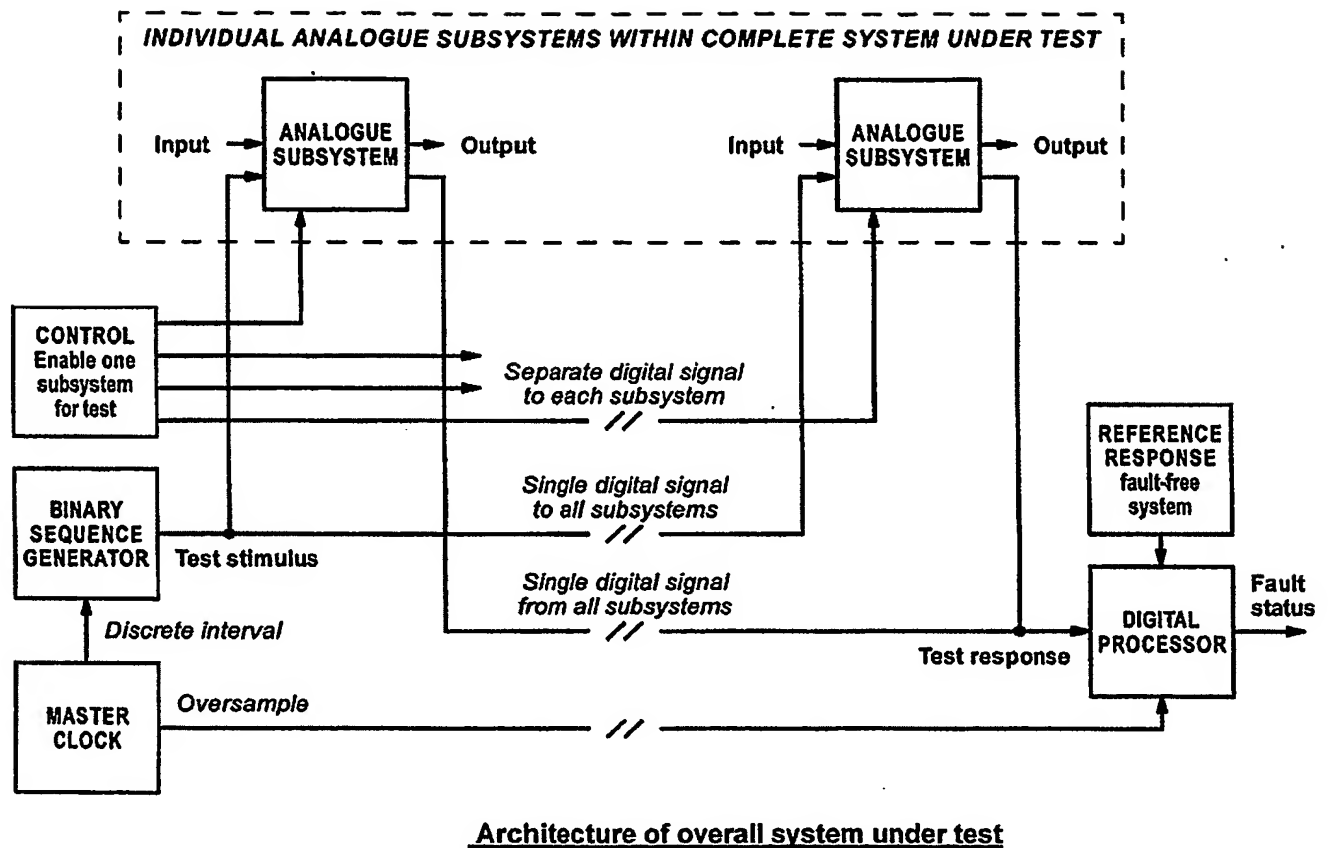 INDIVIDUAL ANALOGUE SUBSYSTEMS WITHIN COMPLETE SYSTEM UNDER TEST
Input
ANALOGUE
SUBSYSTEM
Output
Input
ANALOGUE
SUBSYSTEM
Output
CONTROL
Enable one
subsystem
for test
Separate digital signal
to each subsystem
REFERENCE
RESPONSE
fault-free
system
BINARY
SEQUENCE
GENERATOR
Test stimulus
Single digital signal
to all subsystems
Single digital signal
from all subsystems
Discrete interval
Test response
DIGITAL
PROCESSOR
Fault
status
MASTER
CLOCK
Oversample
Architecture of overall system under test